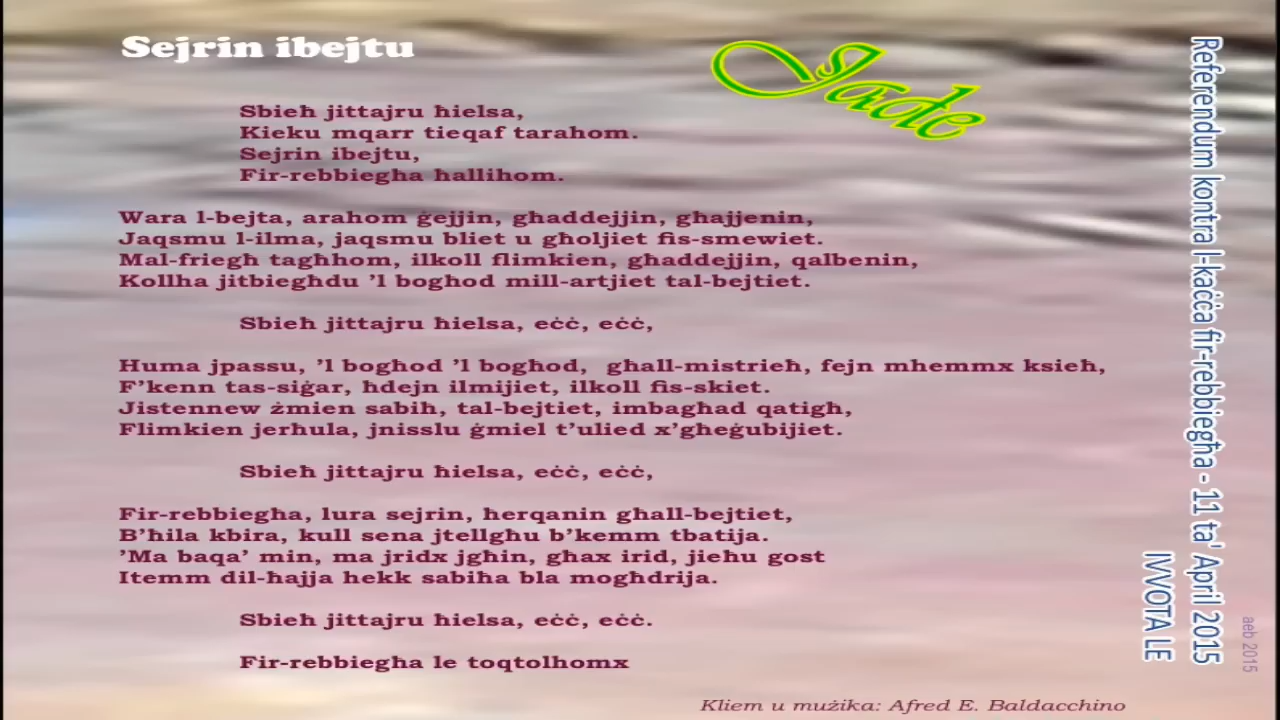 Sejrin ibejtu
Jade
Sbieħ jittajru ħielsa,
Kieku mqarr tieqaf tarahom.
Sejrin ibejtu,
Fir-rebbiegħa ħallihom.
Wara l-bejta, arahom ġejjin, għaddejjin, għajjenin,
Jaqsmu l-ilma, jaqsmu bliet u għoljiet fis-smewiet.
Mal-friegħ tagħhom, ilkoll flimkien, għaddejjin, qalbenin,
Kollha jitbiegħdu ’l bogħod mill-artjiet tal-bejtiet.
Sbieħ jittajru ħielsa, eċċ, eċċ,
Huma jpassu, ’l bogħod ’l bogħod, għall-mistrieħ, fejn mhemmx ksieħ,
F’kenn tas-siġar, ħdejn ilmijiet, ilkoll fis-skiet.
Jistennew żmien sabiħ, tal-bejtiet, imbagħad qatigħ,
Flimkien jerħula, jnisslu ġmiel t’ulied x’għeġubijiet.
Sbieħ jittajru ħielsa, eċċ, eċċ,
Fir-rebbiegħa, lura sejrin, ħerqanin għall-bejtiet,
B’ħila kbira, kull sena jtellgħu b’kemm tbatija.
’Ma baqa’ min, ma jridx jgħin, għax irid, jieħu gost
Itemm dil-ħajja hekk sabiħa bla mogħdrija.
Sbieħ jittajru ħielsa, eċċ, eċċ.
Fir-rebbiegħa le toqtolhomx
Kliem u mużika: Afred E. Baldacchino
Referendum kontra l-kaċċa fir-rebbiegħa - 11 ta' April 2015
IVVOTA LE
aeb 2015